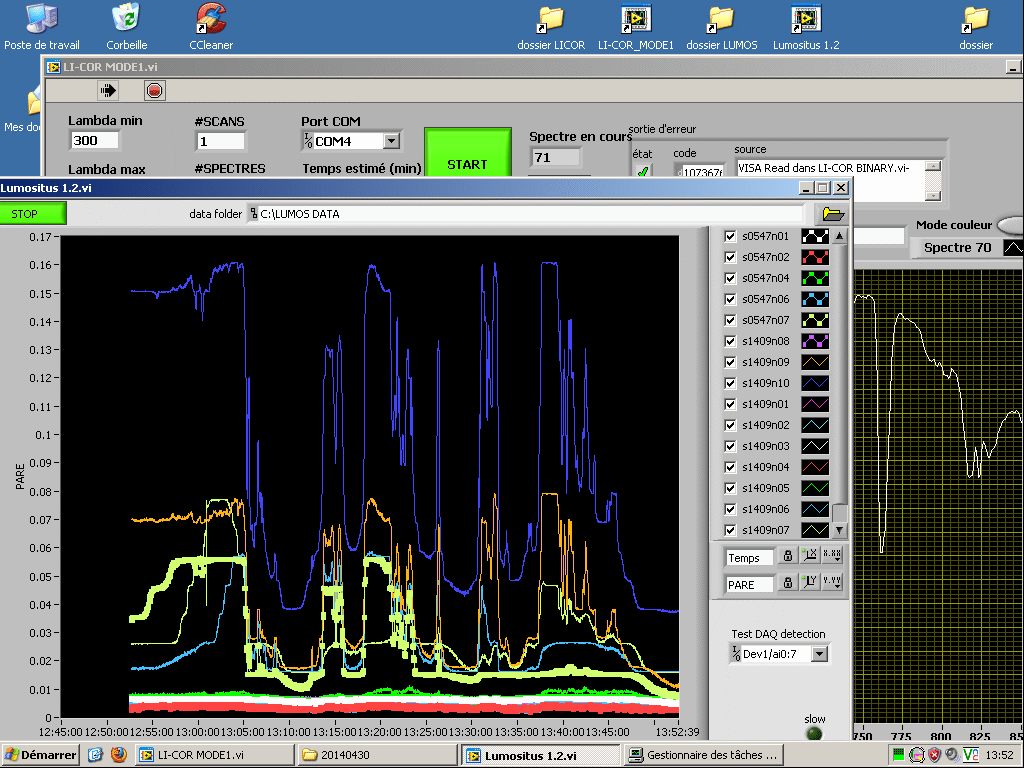 Poste de travail
Corbeille
CCleaner
dossier LICOR
LI-COR_MODE1
dossier LUMOS
Lumositus 1.2
dossier
LI-COR MODE1.vi
Lambda min
#SCANS
Port COM
START
Spectre en cours
sortie d'erreur
300
1
COM4
71
état
code
source
VISA Read dans LI-COR BINARY.vi-
Lambda max
#SPECTRES
Temps estimé (min)
Lumositus 1.2.vi
STOP
data folder
C:\LUMOS DATA
Mode couleur
Spectre 70
PARE
0.17
0.16
0.15
0.14
0.13
0.12
0.11
0.1
0.09
0.08
0.07
0.06
0.05
0.04
0.03
0.02
0.01
0
12:45:00
12:50:00
12:55:00
13:00:00
13:05:00
13:10:00
13:15:00
13:20:00
13:25:00
13:30:00
13:35:00
13:40:00
13:45:00
13:52:39
s0547n01
s0547n02
s0547n04
s0547n06
s0547n07
s1409n08
s1409n09
s1409n10
s1409n01
s1409n02
s1409n03
s1409n04
s1409n05
s1409n06
s1409n07
Temps
PARE
Test DAQ detection
Dev1/ai0:7
slow
750
775
800
825
Démarrer
LI-COR MODE1.vi
20140430
Lumositus 1.2.vi
Gestionnaire des tâches ...
13:52